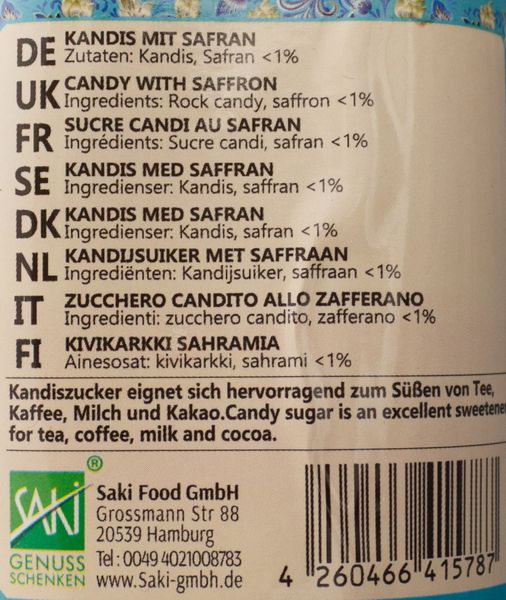 DE KANDIS MIT SAFRAN
Zutaten: Kandis, Safran <1%
UK CANDY WITH SAFFRON
Ingredients: Rock candy, saffron <1%
FR SUCRE CANDI AU SAFRAN
Ingrédients: Sucre candi, safran <1%
SE KANDIS MED SAFFRAN
Ingredienser: Kandis, saffran <1%
DK KANDIS MED SAFRAN
Ingredienser: Kandis, safran <1%
NL KANDIJSUIKER MET SAFFRAAN
Ingrediënten: Kandijsuiker, saffraan <1%
IT ZUCCHERO CANDITO ALLO ZAFFERANO
Ingredienti: zucchero candito, zafferano <1%
FI KIVIKARKKI SAHRAMIA
Ainesosat: kivikarkki, sahrami <1%
Kandiszucker eignet sich hervorragend zum Süßen von Tee,
Kaffee, Milch und Kakao.Candy sugar is an excellent sweetene
for tea, coffee, milk and cocoa.
SAKi ®
GENUSS
SCHENKEN
Saki Food GmbH
Grossmann Str 88
20539 Hamburg
Tel: 0049 4021008783
www.Saki-gmbh.de
4 260466 415787